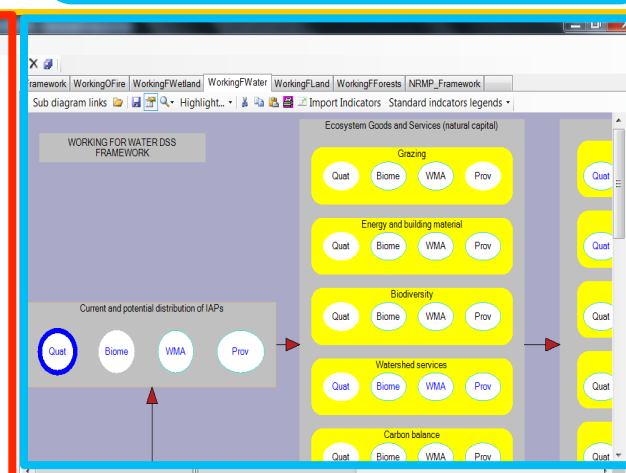 ramework WorkingOFire WorkingFWetland WorkingFWater WorkingFLand WorkingFForests NRMP_Framework
Sub diagram links Highlight... Import Indicators Standard indcators legends
WORKING FOR WATER DSS
FRAMEWORK
Ecosystem Goods and Services (natural capital)
Grazing
Quat Biome WMA Prov Quat
Energy and building material
Quat Biome WMA Prov Quat
Biodiversity
Quat Biome WMA Prov Quat
Current and potential distribution of IAPs
Quat Biome WMA Prov
Watershed services
Quat Biome WMA Prov Quat
Carbon balance
Quat Biome WMA Prov Quat